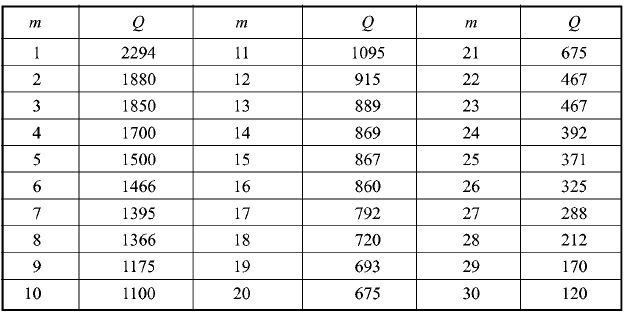 m Q m Q m Q
1 2294 11 1095 21 675
2 1880 12 915 22 467
3 1850 13 889 23 467
4 1700 14 869 24 392
5 1500 15 867 25 371
6 1466 16 860 26 325
7 1395 17 792 27 288
8 1366 18 720 28 212
9 1175 19 693 29 170
10 1100 20 675 30 120